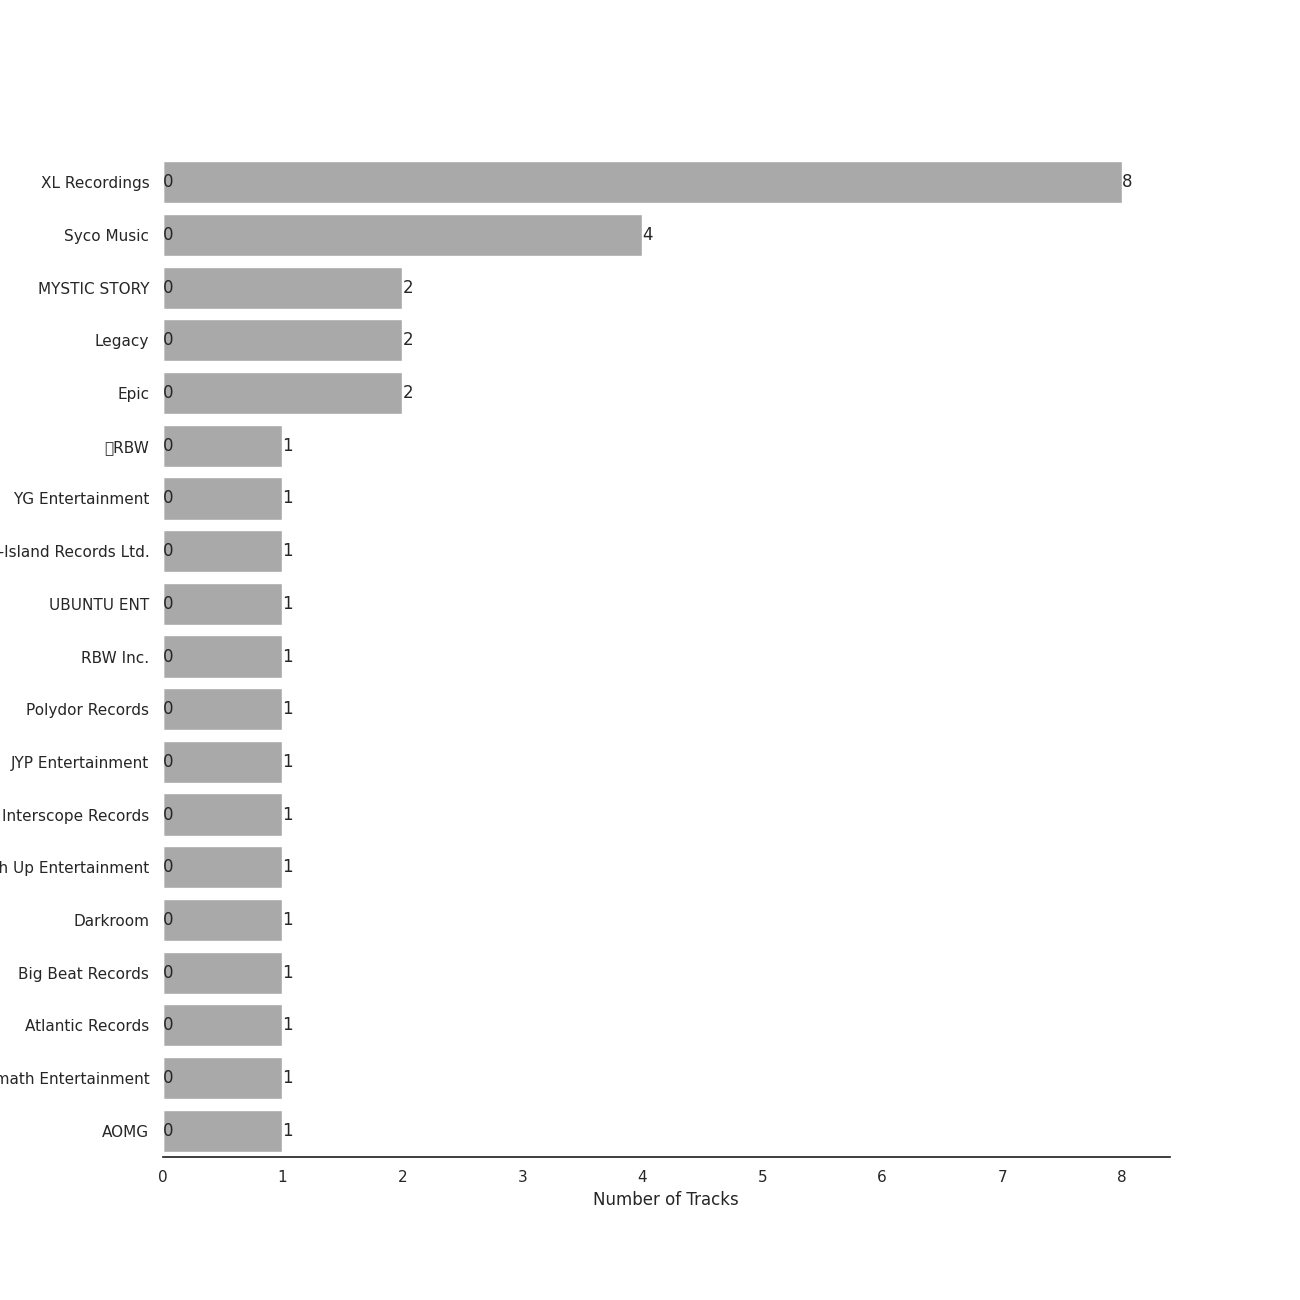 XL Recordings 0 8
Syco Music 0 4
MYSTIC STORY 0 2
Legacy 0 2
Epic 0 2
RBW 0 1
YG Entertainment 0 1
-Island Records Ltd. 0 1
UBUNTU ENT 0 1
RBW Inc. 0 1
Polydor Records 0 1
JYP Entertainment 0 1
Interscope Records 0 1
Up Entertainment 0 1
Darkroom 0 1
Big Beat Records 0 1
Atlantic Records 0 1
Entertainment 0 1
AOMG 0 1
0 1 2 3 4 5 6 7 8
Number of Tracks